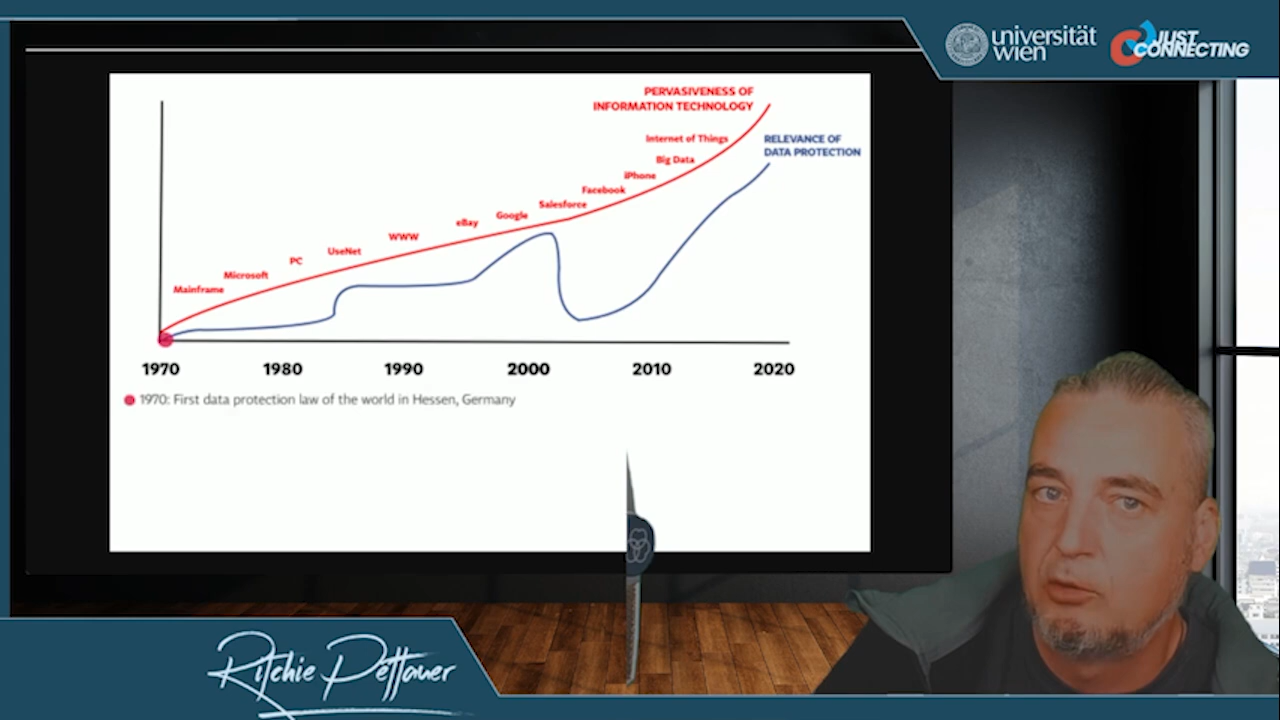 universität
wien
JUST
CONNECTING
PERVASIVENESS OF
INFORMATION TECHNOLOGY
RELEVANCE OF
DATA PROTECTION
Internet of Things
Big Data
iPhone
Facebook
Salesforce
Google
eBay
WWW
UseNet
PC
Microsoft
Mainframe
1970 1980 1990 2000 2010 2020
1970: First data protection law of the world in Hessen, Germany
Ritchie Pettauer